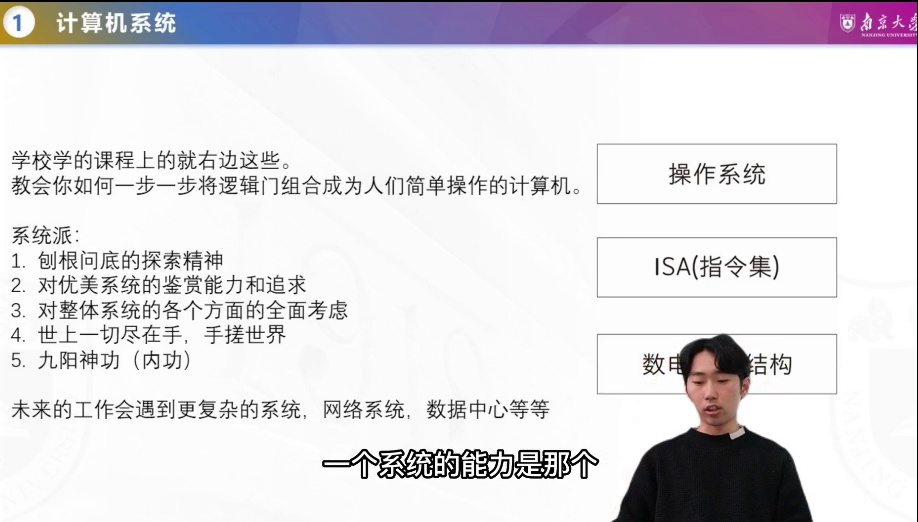 1 计算机系统
南京大学
NANJING UNIVERSITY
学校学的课程上的就右边这些。
教会你如何一步一步将逻辑门组合成为人们简单操作的计算机。
系统派：
1. 刨根问底的探索精神
2. 对优美系统的鉴赏能力和追求
3. 对整体系统的各个方面的全面考虑
4. 世上一切尽在手，手搓世界
5. 九阳神功（内功）
未来的工作会遇到更复杂的系统，网络系统，数据中心等等
操作系统
ISA(指令集)
数电 结构
一个系统的能力是那个